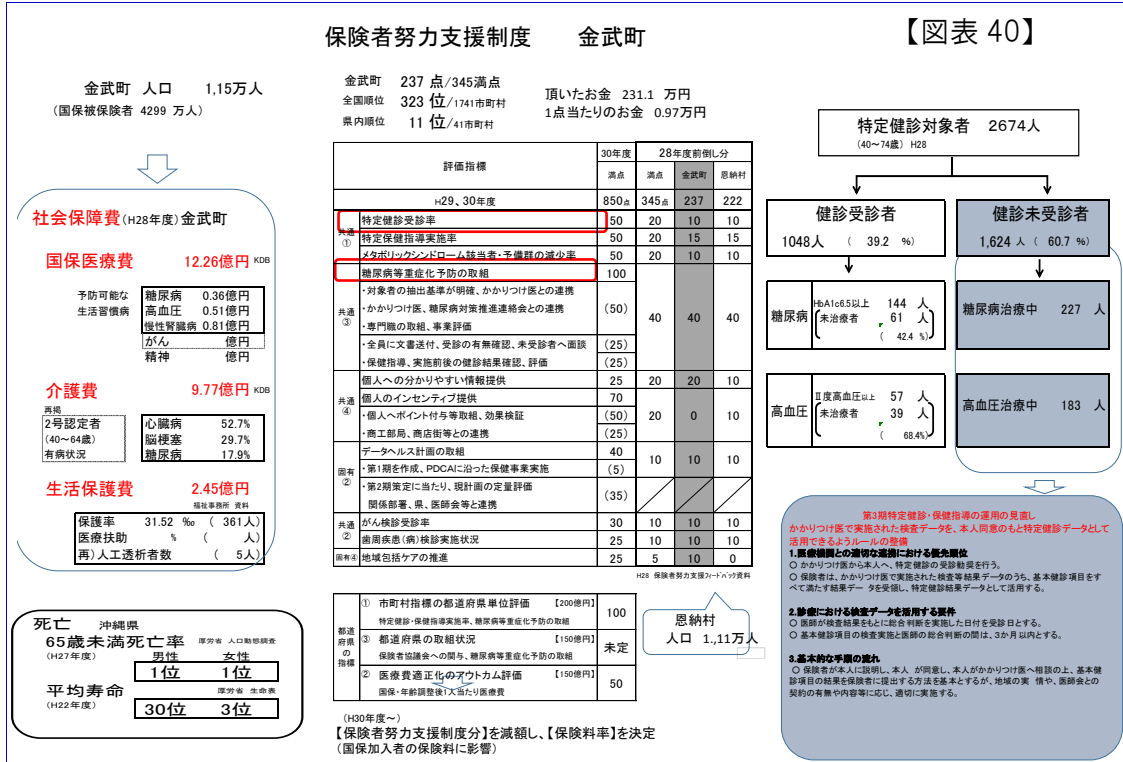 保険者努力支援制度　　金武町
【図表 40】
金武町 人口　1,15万人
(国保被保険者 4299 万人)
社会保障費(H28年度)金武町
国保医療費　12.26億円 KDB
予防可能な
生活習慣病
糖尿病　0.36億円
高血圧　0.51億円
慢性腎臓病 0.81億円
がん　億円
精神　億円
介護費　9.77億円 KDB
再掲
2号認定者
(40～64歳)
有病状況
心臓病　52.7%
脳梗塞　29.7%
糖尿病　17.9%
生活保護費　2.45億円
福祉事務所 資料
保護率　31.52 ‰ ( 361人)
医療扶助　% ( 人)
再)人工透析者数 ( 5人)
死亡　沖縄県
65歳未満死亡率 厚労省 人口動態調査
(H27年度)　男性　女性
1位　1位
平均寿命　厚労省 生命表
(H22年度)
30位　3位
金武町　237 点/345満点
全国順位　323 位/1741市町村
県内順位　11 位/41市町村
頂いたお金 231.1 万円
1点当たりのお金 0.97万円
評価指標　30年度　28年度前倒し分
満点　満点　金武町　恩納村
H29、30年度　850点　345点　237　222
共通①
特定健診受診率　50　20　10　10
特定保健指導実施率　50　20　15　15
メタボリックシンドローム該当者・予備群の減少率　50　20　10　10
共通③
糖尿病等重症化予防の取組　100　40　40　40
・対象者の抽出基準が明確、かかりつけ医との連携
・かかりつけ医、糖尿病対策推進連絡会との連携　(50)
・専門職の取組、事業評価
・全員に文書送付、受診の有無確認、未受診者へ面談　(25)
・保健指導、実施前後の健診結果確認、評価　(25)
共通④
個人への分かりやすい情報提供　25　20　20　10
個人のインセンティブ提供　70　20　0　10
・個人へポイント付与等取組、効果検証　(50)
・商工部局、商店街等との連携　(25)
固有②
データヘルス計画の取組　40　10　10　10
・第1期を作成、PDCAに沿った保健事業実施　(5)
・第2期策定に当たり、現計画の定量評価　(35)
関係部署、県、医師会等と連携
共通②
がん検診受診率　30　10　10　10
歯周疾患(病)検診実施状況　25　10　10　10
固有④ 地域包括ケアの推進　25　5　10　0
H28 保険者努力支援フィードバック資料
都道府県の指標
① 市町村指標の都道府県単位評価 【200億円】　100
特定健診・保健指導実施率、糖尿病等重症化予防の取組
③ 都道府県の取組状況 【150億円】　未定
保険者協議会への関与、糖尿病等重症化予防の取組
② 医療費適正化のアウトカム評価 【150億円】　50
国保・年齢調整後1人当たり医療費
恩納村
人口 1.,11万人
(H30年度～)
【保険者努力支援制度分】を減額し、【保険料率】を決定
(国保加入者の保険料に影響)
特定健診対象者　2674人
(40～74歳) H28
健診受診者
1048人 ( 39.2 %)
健診未受診者
1,624 人 ( 60.7 %)
糖尿病
HbA1c6.5以上　144 人
未治療者　61 人
( 42.4 %)
糖尿病治療中　227 人
高血圧
Ⅱ度高血圧以上　57 人
未治療者　39 人
( 68.4%)
高血圧治療中　183 人
第3期特定健診・保健指導の運用の見直し
かかりつけ医で実施された検査データを、本人同意のもと特定健診データとして
活用できるようルールの整備
1.医療機関との適切な連携における優先順位
○ かかりつけ医から本人へ、特定健診の受診勧奨を行う。
○ 保険者は、かかりつけ医で実施された検査等結果データのうち、基本健診項目をす
べて満たす結果デー タを受領し、特定健診結果データとして活用する。
2.診療における検査データを活用する要件
○ 医師が検査結果をもとに総合判断を実施した日付を受診日とする。
○ 基本健診項目の検査実施と医師の総合判断の間は、3か月以内とする。
3.基本的な手順の流れ
○ 保険者が本人に説明し、本人 が同意し、本人がかかりつけ医へ相談の上、基本健
診項目の結果を保険者に提出する方法を基本とするが、地域の実 情や、医師会との
契約の有無や内容等に応じ、適切に実施する。